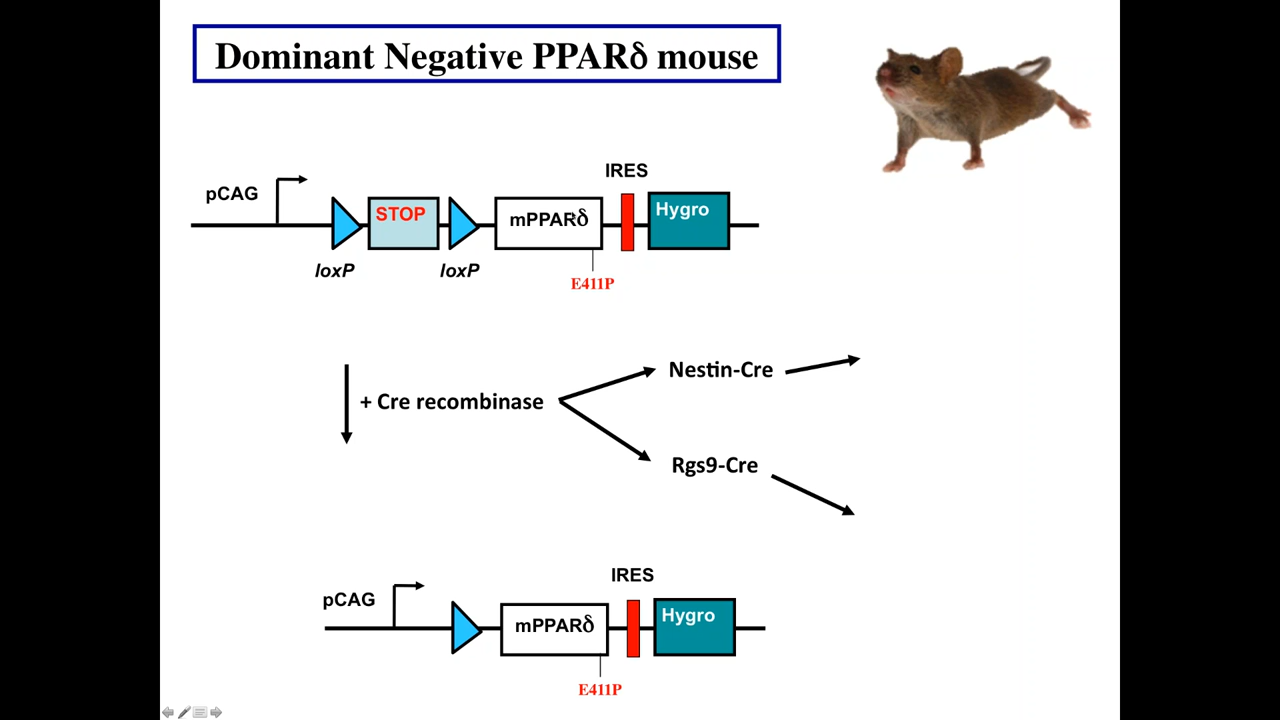 Dominant Negative PPARδ mouse
IRES
pCAG
STOP
mPPARδ
Hygro
loxP
loxP
E411P
Nestin-Cre
+ Cre recombinase
Rgs9-Cre
IRES
pCAG
mPPARδ
Hygro
E411P